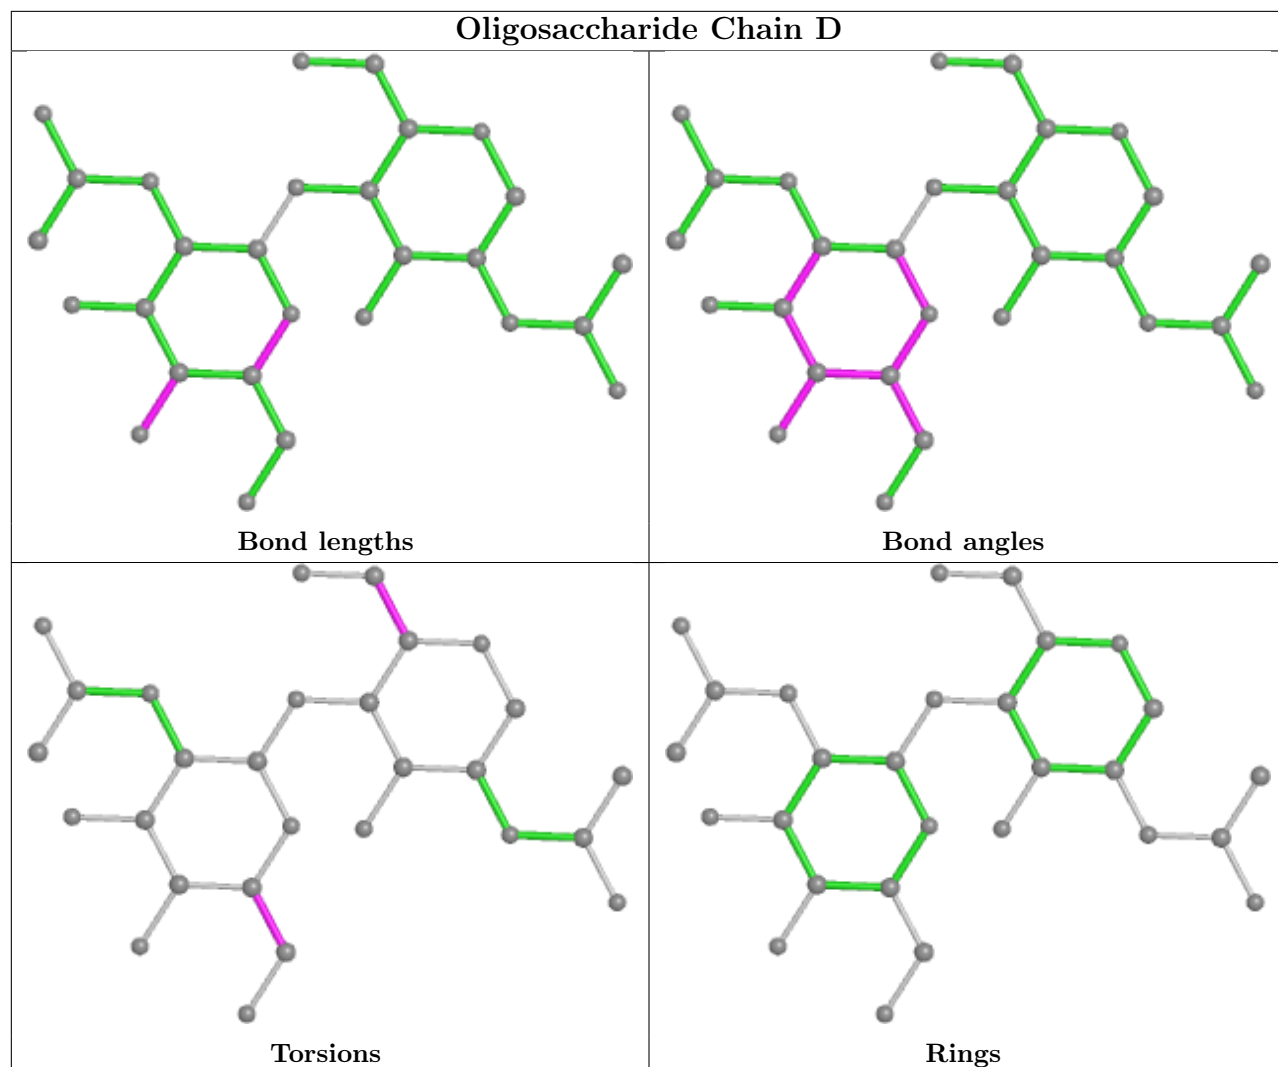 Oligosaccharide Chain D
Bond lengths
Bond angles
Torsions
Rings